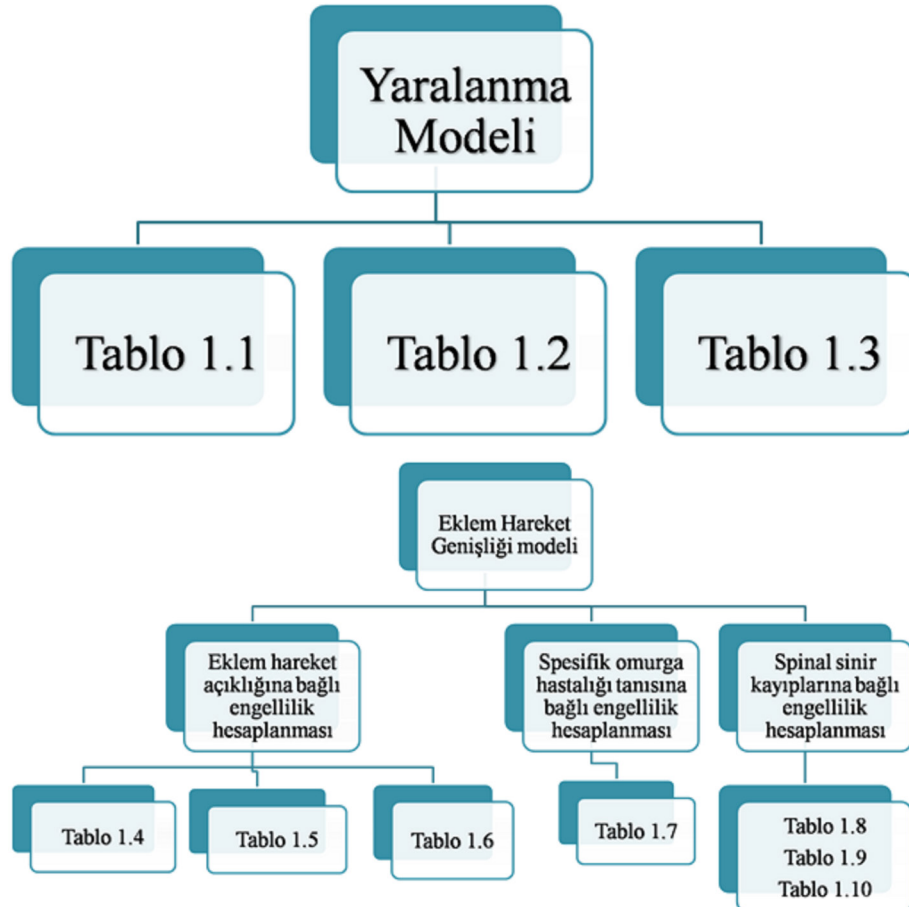 Yaralanma
Modeli
Tablo 1.1
Tablo 1.2
Tablo 1.3
Eklem Hareket
Genişliği modeli
Eklem hareket
açıklığına bağlı
engellilik
hesaplanması
Spesifik omurga
hastalığı tanısına
bağlı engellilik
hesaplanması
Spinal sinir
kayıplarına bağlı
engellilik
hesaplanması
Tablo 1.4
Tablo 1.5
Tablo 1.6
Tablo 1.7
Tablo 1.8
Tablo 1.9
Tablo 1.10